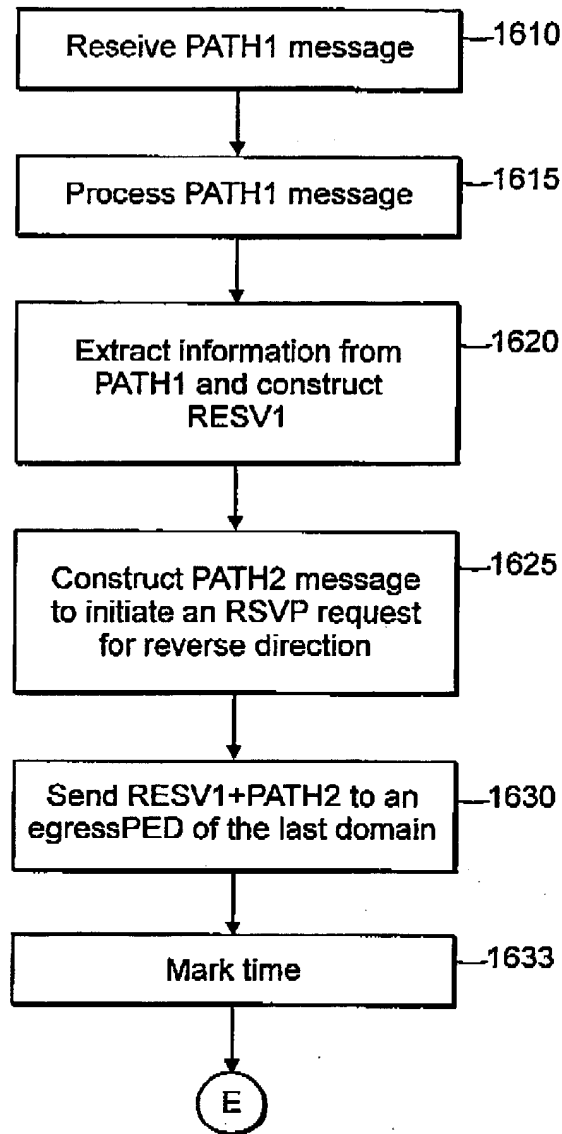 Reseive PATH1 message
1610
Process PATH1 message
1615
Extract information from
PATH1 and construct
RESV1
1620
Construct PATH2 message
to initiate an RSVP request
for reverse direction
1625
Send RESV1+PATH2 to an
egressPED of the last domain
1630
Mark time
1633
E